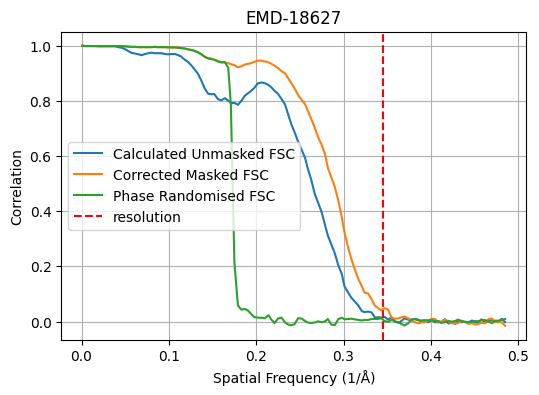 EMD-18627
1.0
0.8
0.6
0.4
0.2
0.0
Correlation
Calculated Unmasked FSC
Corrected Masked FSC
Phase Randomised FSC
resolution
0.0 0.1 0.2 0.3 0.4 0.5
Spatial Frequency (1/Å)